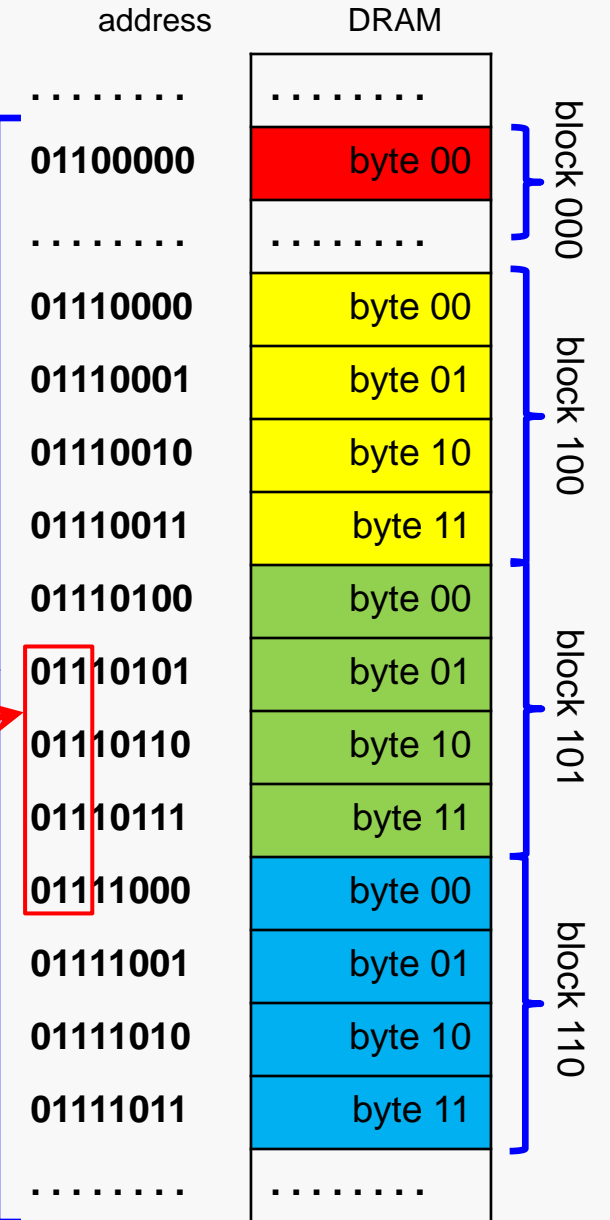 address DRAM
. . . . . . . . . . . . . . . .
01100000 byte 00
. . . . . . . . . . . . . . . .
block 000
01110000 byte 00
01110001 byte 01
01110010 byte 10
01110011 byte 11
block 100
01110100 byte 00
01110101 byte 01
01110110 byte 10
01110111 byte 11
block 101
01111000 byte 00
01111001 byte 01
01111010 byte 10
01111011 byte 11
block 110
. . . . . . . . . . . . . . . .